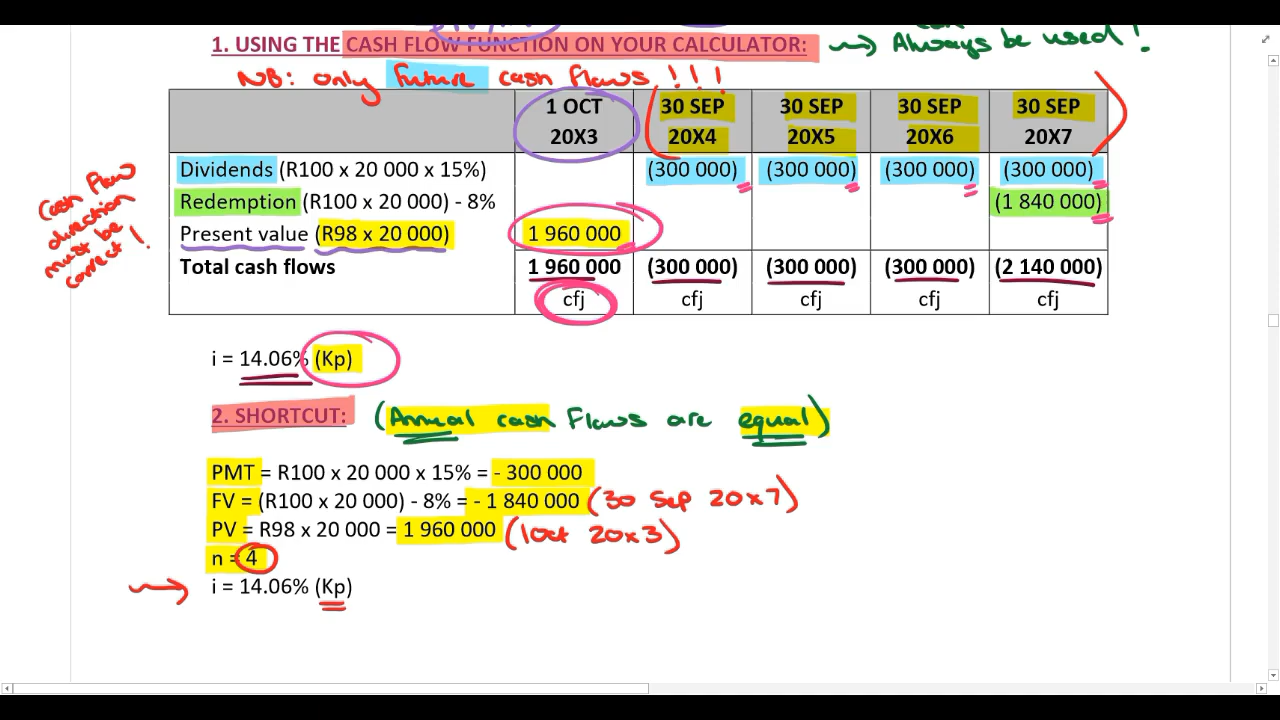 1. USING THE CASH FLOW FUNCTION ON YOUR CALCULATOR: Always be used!
NB: only future cash flows !!!
1 OCT 20X3 30 SEP 20X4 30 SEP 20X5 30 SEP 20X6 30 SEP 20X7
Dividends (R100 x 20 000 x 15%) (300 000) (300 000) (300 000) (300 000)
Redemption (R100 x 20 000) - 8% (1 840 000)
Present value (R98 x 20 000) 1 960 000
Total cash flows 1 960 000 (300 000) (300 000) (300 000) (2 140 000)
cfj cfj cfj cfj cfj
Cash flow
direction
must be
correct!
i = 14.06% (Kp)
2. SHORTCUT: (Annual cash flows are equal)
PMT = R100 x 20 000 x 15% = - 300 000
FV = (R100 x 20 000) - 8% = - 1 840 000 (30 Sep 20x7)
PV = R98 x 20 000 = 1 960 000 (1 Oct 20x3)
n = 4
i = 14.06% (Kp)